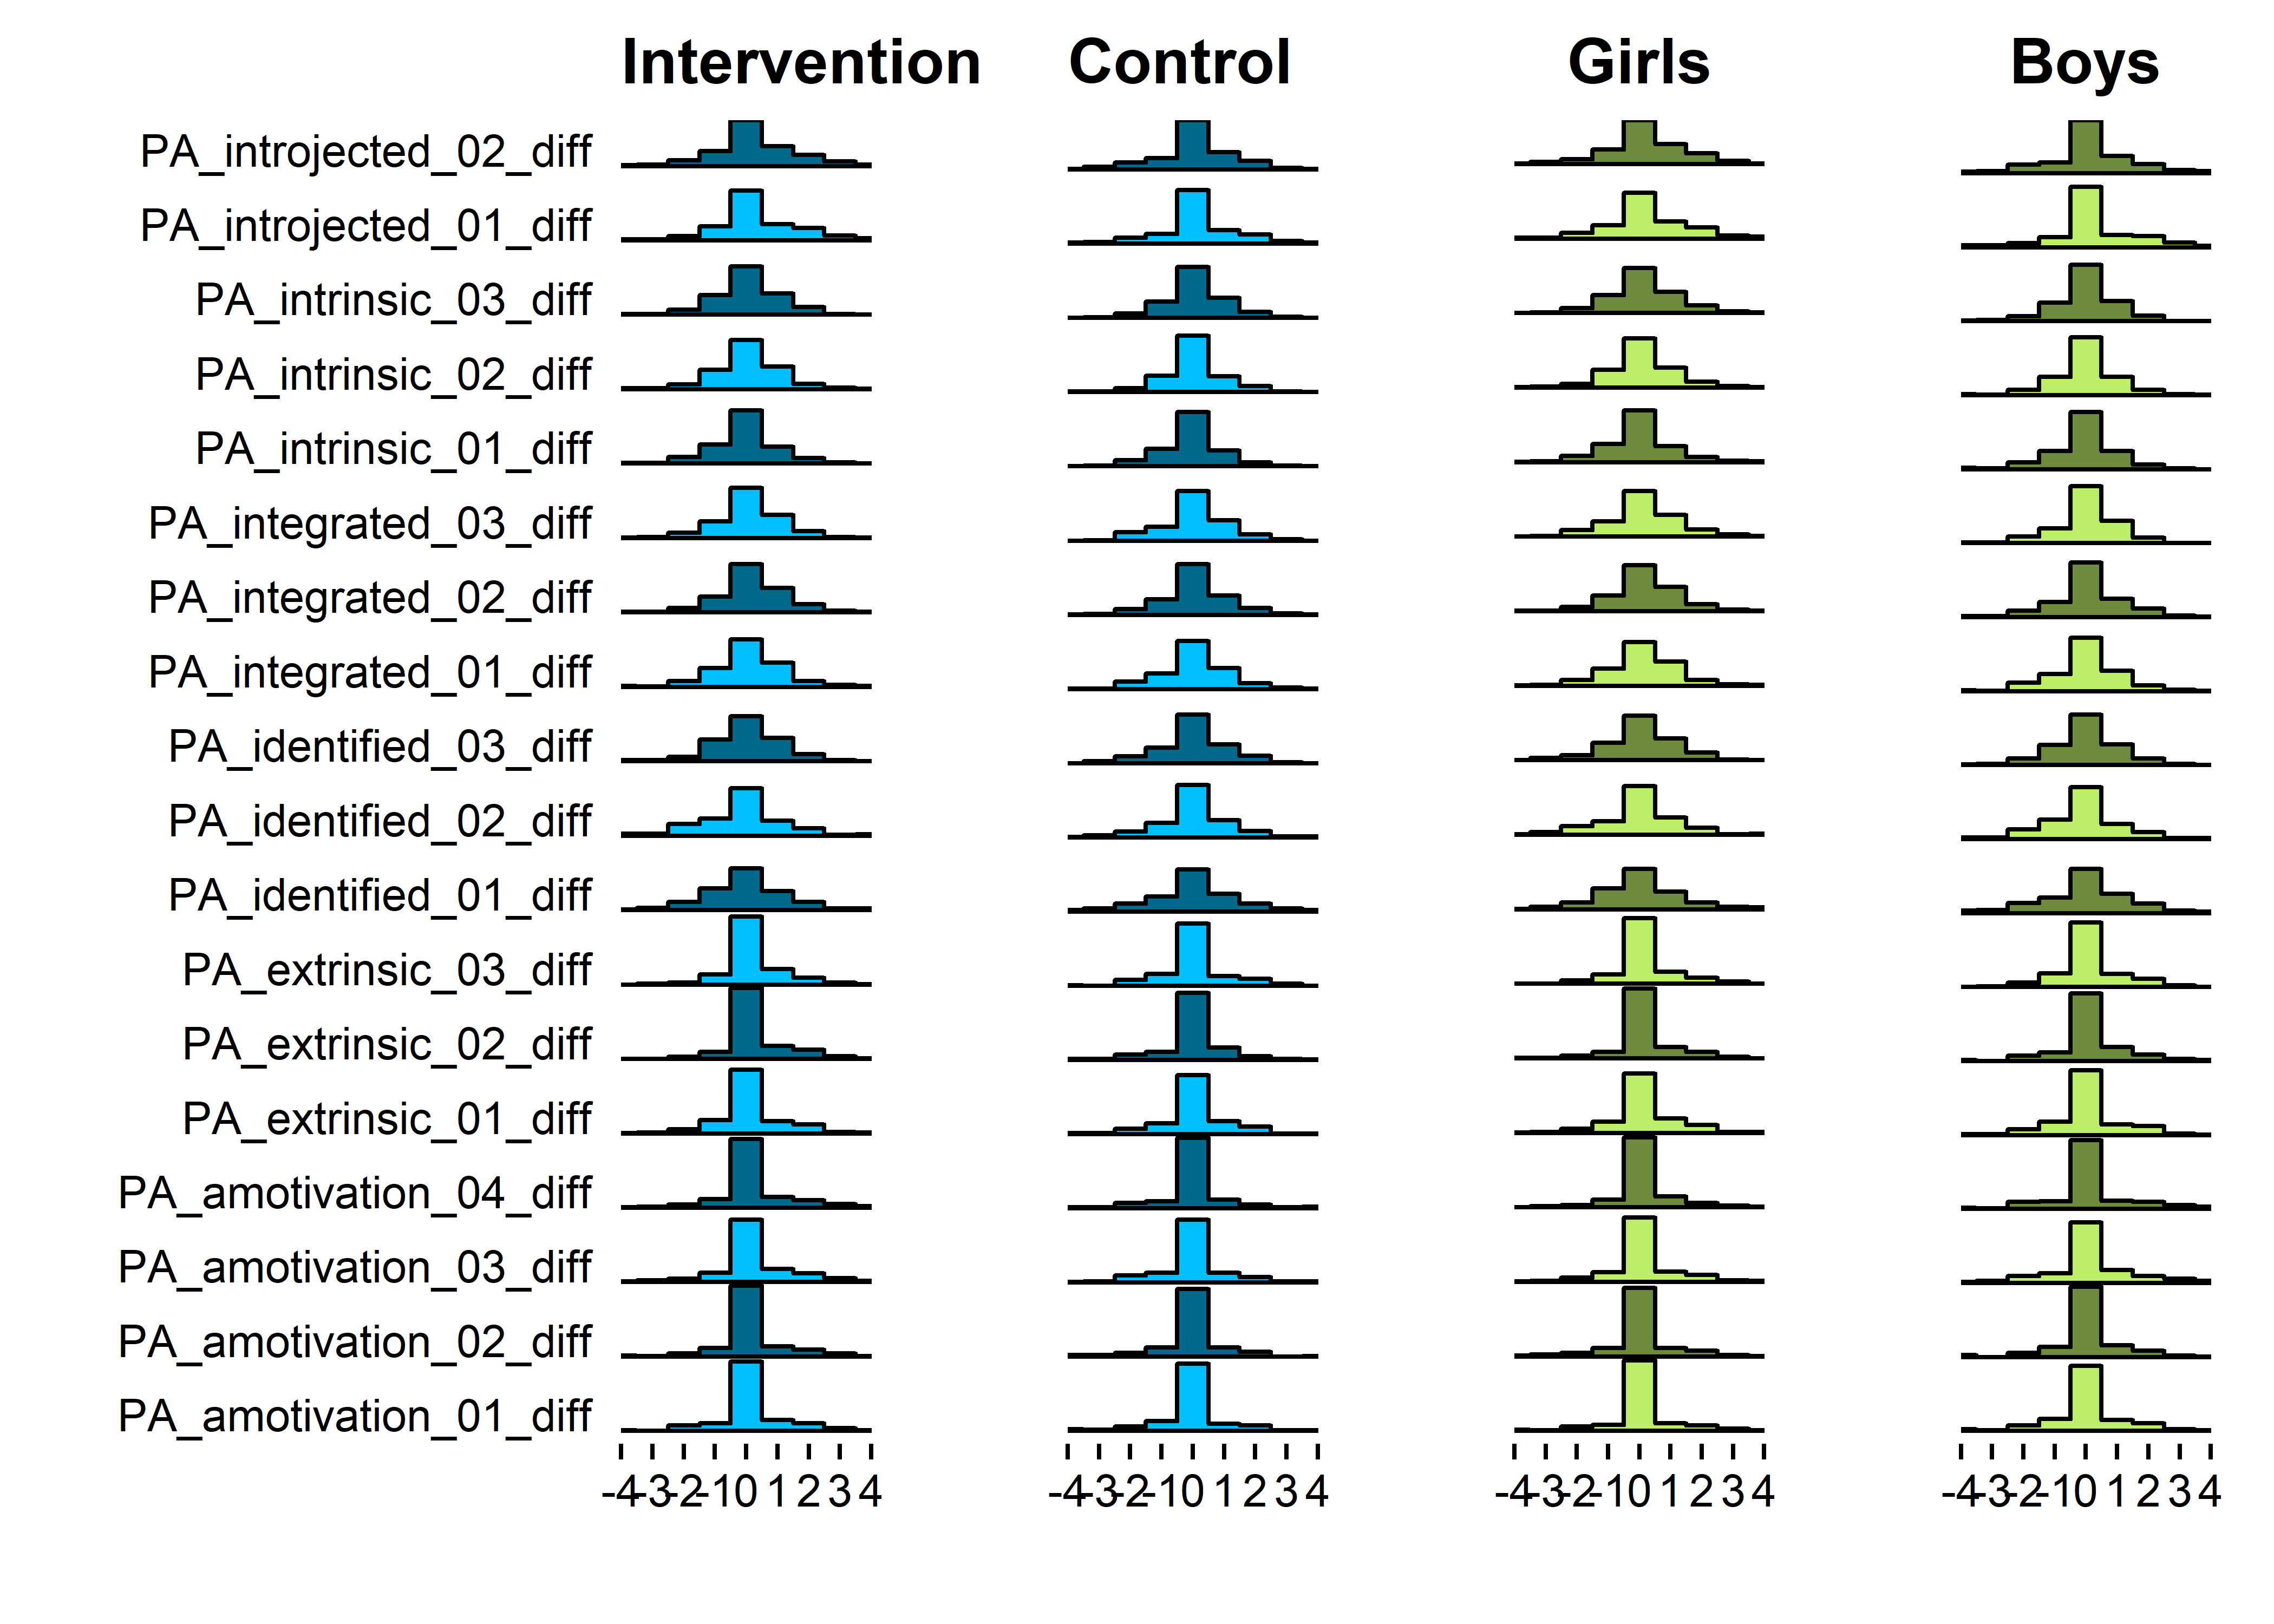 Intervention Control Girls Boys
PA_introjected_02_diff
PA_introjected_01_diff
PA_intrinsic_03_diff
PA_intrinsic_02_diff
PA_intrinsic_01_diff
PA_integrated_03_diff
PA_integrated_02_diff
PA_integrated_01_diff
PA_identified_03_diff
PA_identified_02_diff
PA_identified_01_diff
PA_extrinsic_03_diff
PA_extrinsic_02_diff
PA_extrinsic_01_diff
PA_amotivation_04_diff
PA_amotivation_03_diff
PA_amotivation_02_diff
PA_amotivation_01_diff
-4 -3 -2 -1 0 1 2 3 4 -4 -3 -2 -1 0 1 2 3 4 -4 -3 -2 -1 0 1 2 3 4 -4 -3 -2 -1 0 1 2 3 4